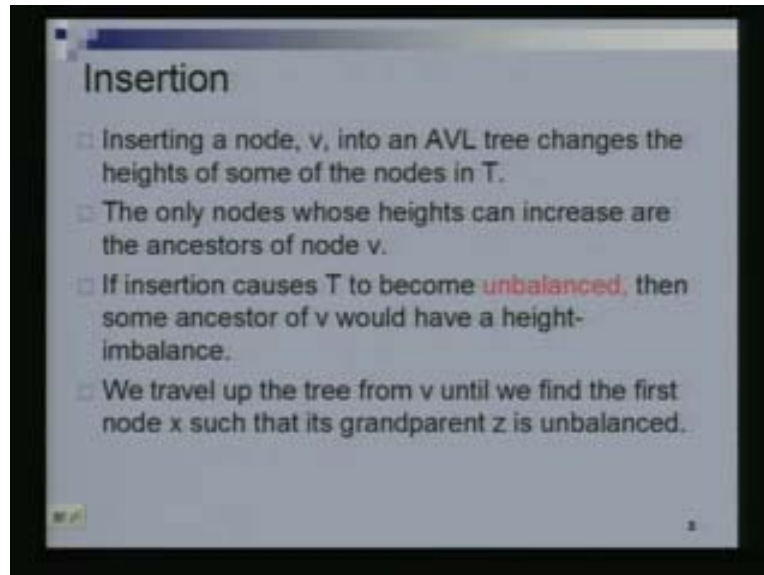 Insertion
Inserting a node, v, into an AVL tree changes the
heights of some of the nodes in T.
The only nodes whose heights can increase are
the ancestors of node v.
If insertion causes T to become unbalanced, then
some ancestor of v would have a height-
imbalance.
We travel up the tree from v until we find the first
node x such that its grandparent z is unbalanced.